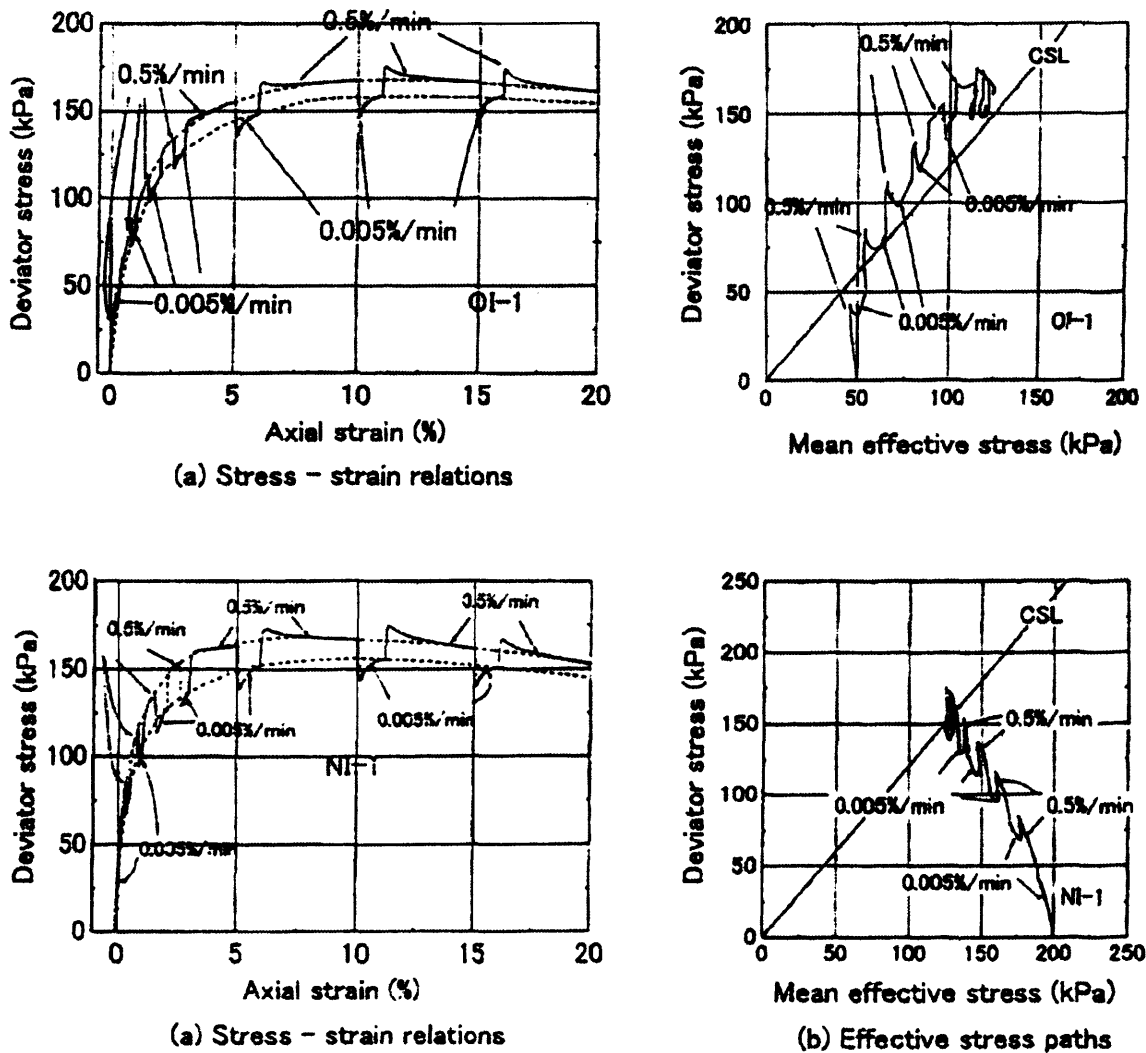 200
150
100
50
0
Deviator stress (kPa)
0.5%/min
0.5%/min
0.005%/min
0.005%/min
OI-1
0 5 10 15 20
Axial strain (%)
(a) Stress - strain relations
200
150
100
50
0
Deviator stress (kPa)
0.5%/min
CSL
0.5%/min
0.005%/min
0.005%/min
OI-1
0 50 100 150 200
Mean effective stress (kPa)
200
150
100
50
0
Deviator stress (kPa)
0.5%/min
0.5%/min
0.5%/min
0.005%/min
0.005%/min
0.005%/min
NI-1
0 5 10 15 20
Axial strain (%)
(a) Stress - strain relations
250
200
150
100
50
0
Deviator stress (kPa)
CSL
0.5%/min
0.005%/min
0.5%/min
0.005%/min
NI-1
0 50 100 150 200 250
Mean effective stress (kPa)
(b) Effective stress paths